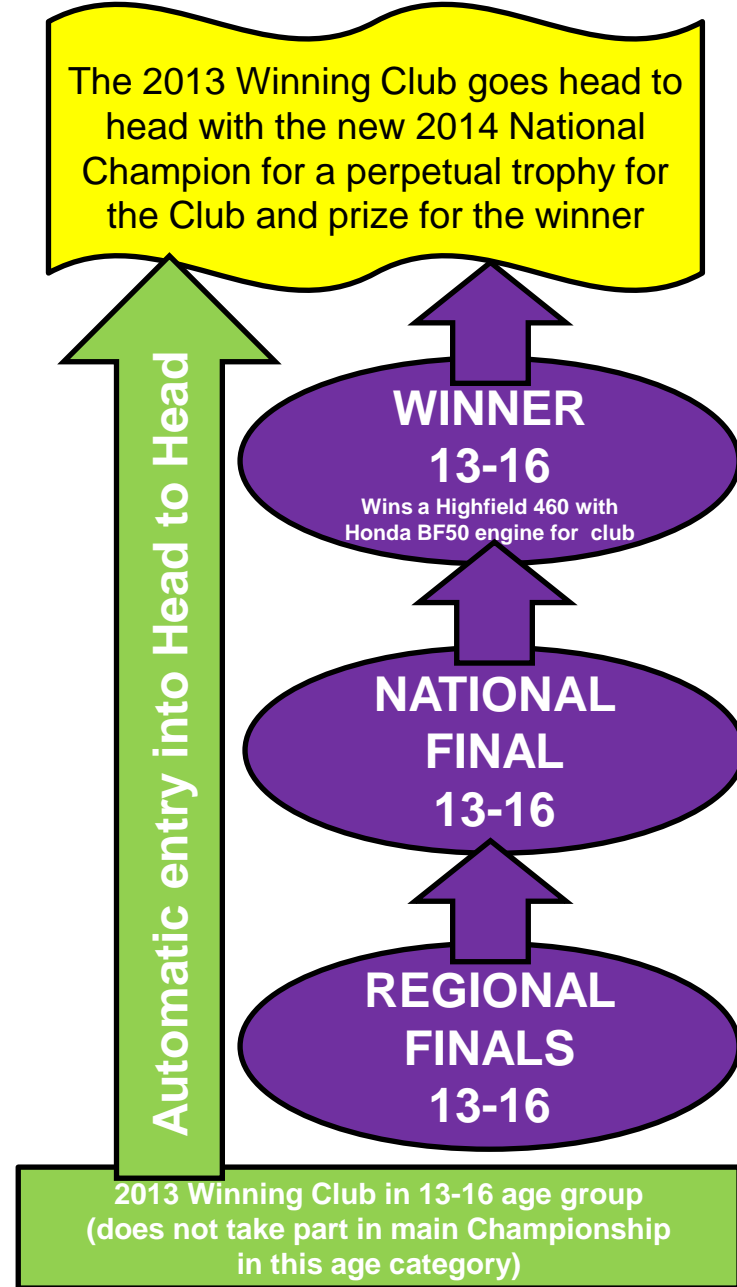 The 2013 Winning Club goes head to
head with the new 2014 National
Champion for a perpetual trophy for
the Club and prize for the winner
Automatic entry into Head to Head
WINNER
13-16
Wins a Highfield 460 with
Honda BF50 engine for club
NATIONAL
FINAL
13-16
REGIONAL
FINALS
13-16
2013 Winning Club in 13-16 age group
(does not take part in main Championship
in this age category)